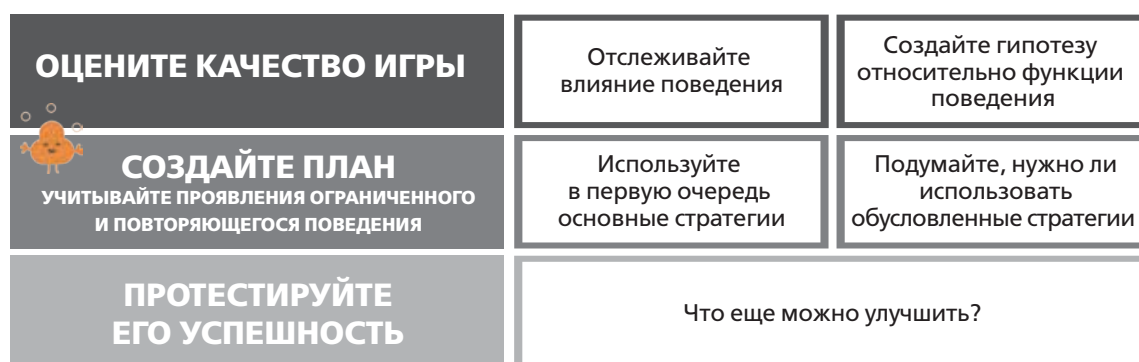 ОЦЕНИТЕ КАЧЕСТВО ИГРЫ
Отслеживайте
влияние поведения
Создайте гипотезу
относительно функции
поведения
СОЗДАЙТЕ ПЛАН
УЧИТЫВАЙТЕ ПРОЯВЛЕНИЯ ОГРАНИЧЕННОГО
И ПОВТОРЯЮЩЕГОСЯ ПОВЕДЕНИЯ
Используйте
в первую очередь
основные стратегии
Подумайте, нужно ли
использовать
обусловленные стратегии
ПРОТЕСТИРУЙТЕ
ЕГО УСПЕШНОСТЬ
Что еще можно улучшить?